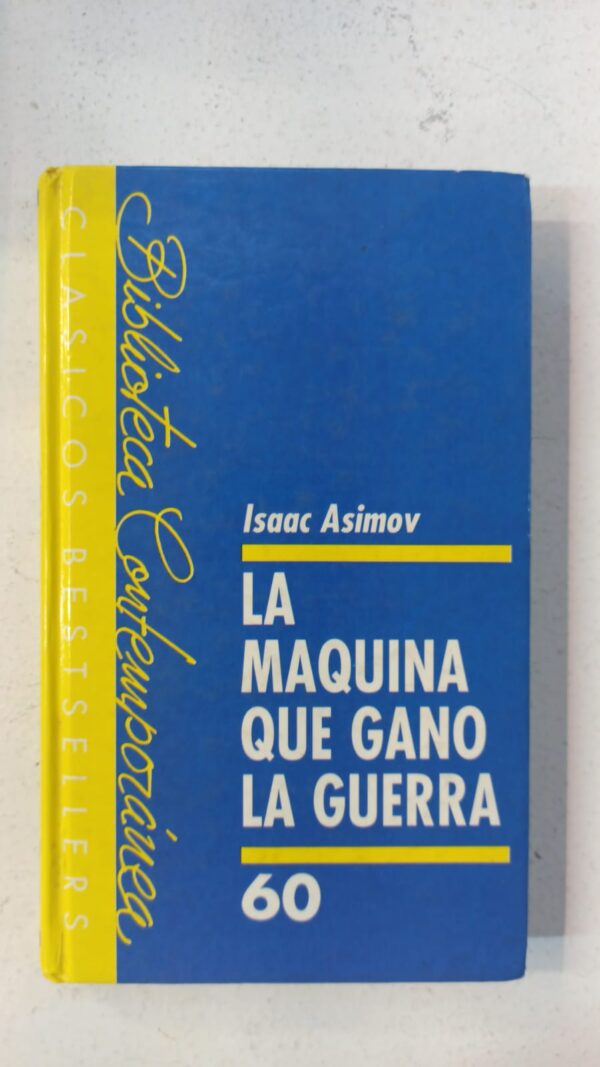 CLASICOS BESTSELLERS
Biblioteca Contemporánea
Isaac Asimov
LA
MAQUINA
QUE GANO
LA GUERRA
60